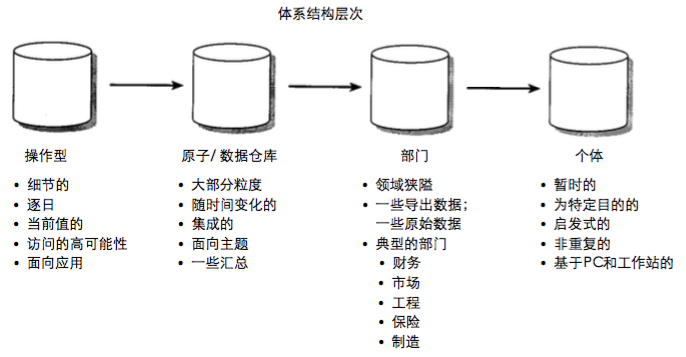 体系结构层次
操作型
• 细节的
• 逐日
• 当前值的
• 访问的高可能性
• 面向应用
原子/数据仓库
• 大部分粒度
• 随时间变化的
• 集成的
• 面向主题
• 一些汇总
部门
• 领域狭隘
• 一些导出数据；
一些原始数据
• 典型的部门
• 财务
• 市场
• 工程
• 保险
• 制造
个体
• 暂时的
• 为特定目的的
• 启发式的
• 非重复的
• 基于PC和工作站的